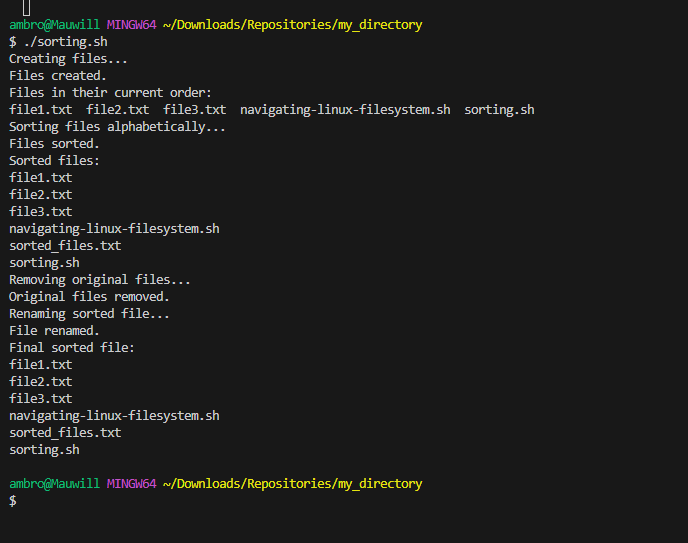 ambro@Mauwill MINGW64 ~/Downloads/Repositories/my_directory
$ ./sorting.sh
Creating files...
Files created.
Files in their current order:
file1.txt  file2.txt  file3.txt  navigating-linux-filesystem.sh  sorting.sh
Sorting files alphabetically...
Files sorted.
Sorted files:
file1.txt
file2.txt
file3.txt
navigating-linux-filesystem.sh
sorted_files.txt
sorting.sh
Removing original files...
Original files removed.
Renaming sorted file...
File renamed.
Final sorted file:
file1.txt
file2.txt
file3.txt
navigating-linux-filesystem.sh
sorted_files.txt
sorting.sh
ambro@Mauwill MINGW64 ~/Downloads/Repositories/my_directory
$